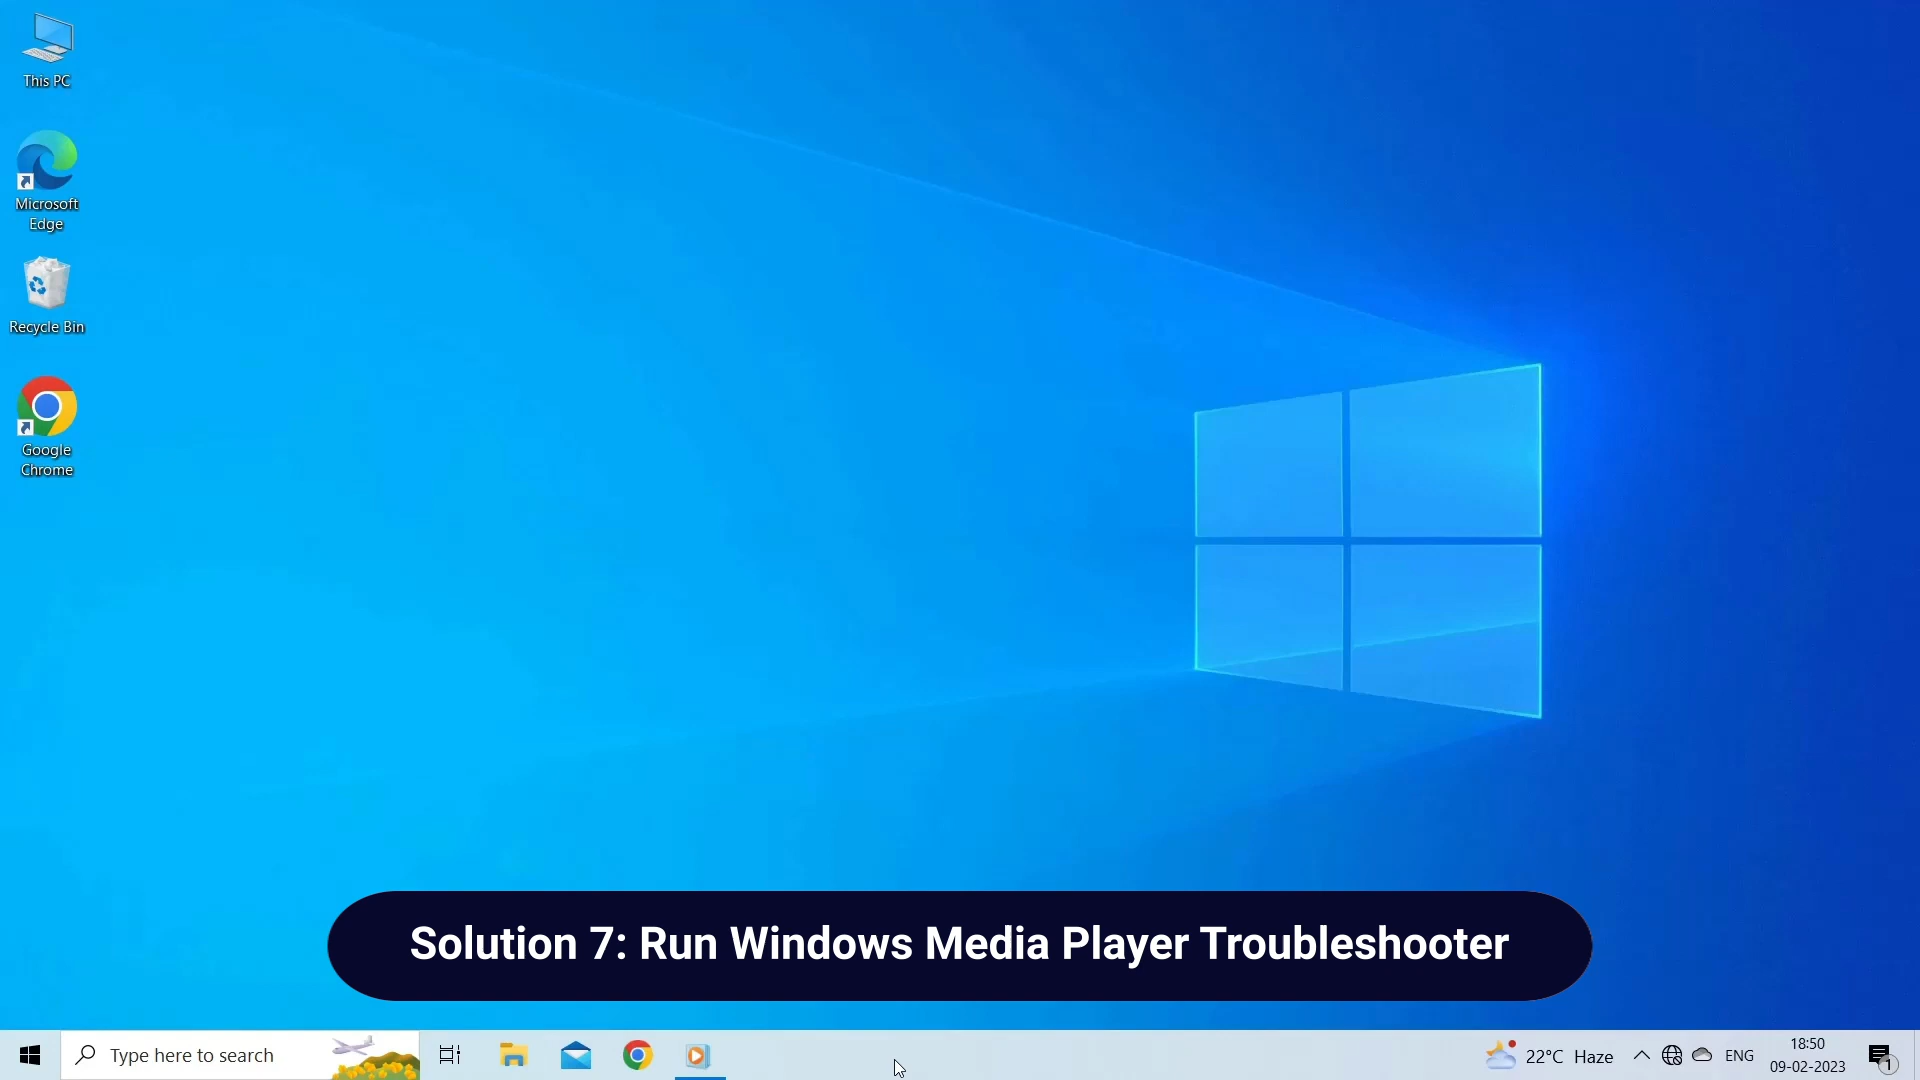 This PC
Microsoft
Edge
Recycle Bin
Google
Chrome
Solution 7: Run Windows Media Player Troubleshooter
Type here to search
22°C Haze
ENG
18:50
09-02-2023
1